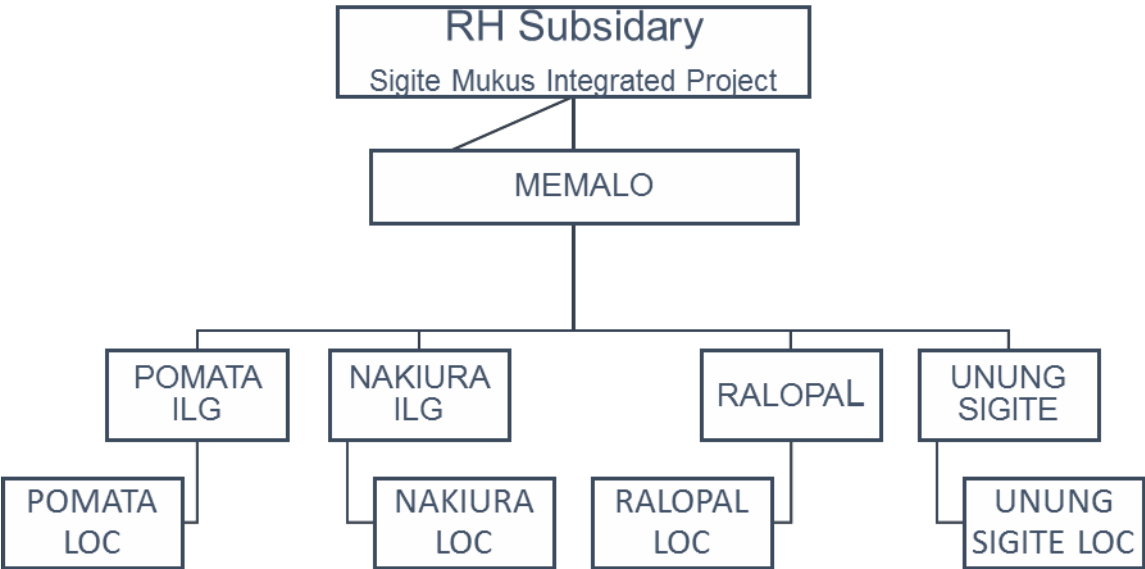 RH Subsidary
Sigite Mukus Integrated Project
MEMALO
POMATA
ILG
NAKIURA
ILG
RALOPAL
UNUNG
SIGITE
POMATA
LOC
NAKIURA
LOC
RALOPAL
LOC
UNUNG
SIGITE LOC